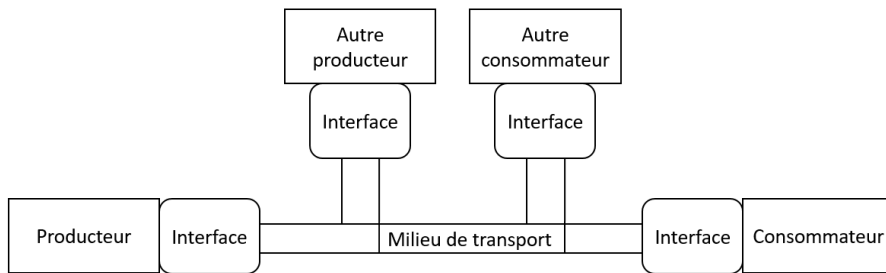 Autre
producteur
Autre
consommateur
Interface
Interface
Producteur
Interface
Milieu de transport
Interface
Consommateur